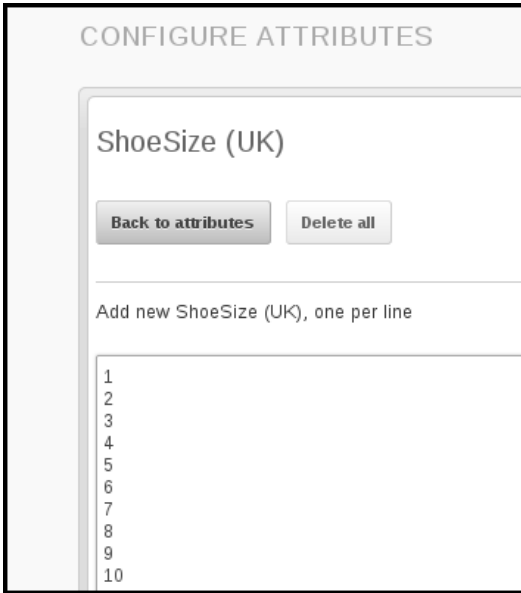 CONFIGURE ATTRIBUTES
ShoeSize (UK)
Back to attributes Delete all
Add new ShoeSize (UK), one per line
1
2
3
4
5
6
7
8
9
10